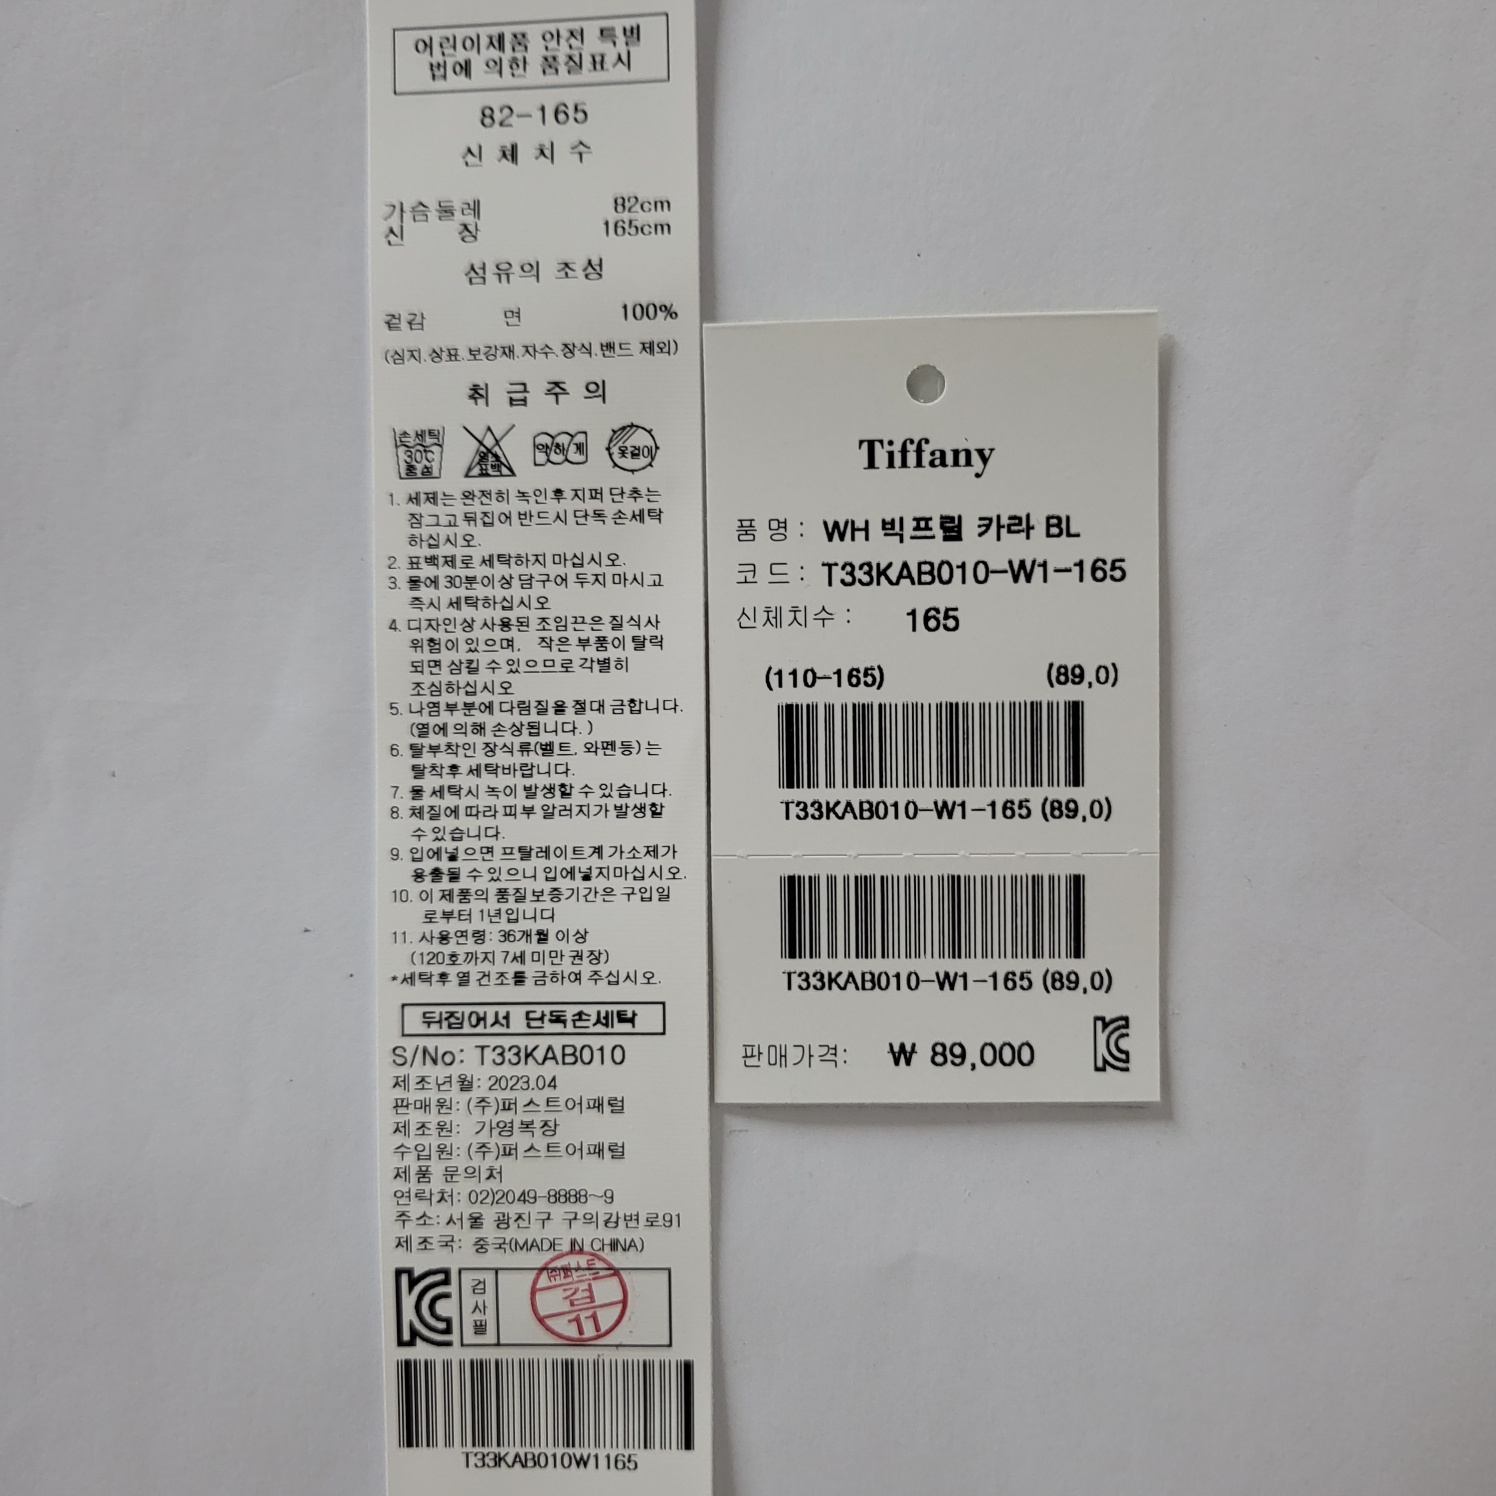 어린이제품 안전 특별
법에 의한 품질표시
82-165
신 체 치 수
가슴둘레 82cm
신 장 165cm
섬유의 조성
겉감 면 100%
(심지.상표.보강재.자수.장식.밴드 제외)
취 급 주 의
손세탁 30℃ 중성
염소 표백
약하게
옷걸이
1. 세제는 완전히 녹인후 지퍼 단추는
잠그고 뒤집어 반드시 단독 손세탁
하십시오.
2. 표백제로 세탁하지 마십시오.
3. 물에 30분이상 담구어 두지 마시고
즉시 세탁하십시오
4. 디자인상 사용된 조임끈은 질식사
위험이 있으며, 작은 부품이 탈락
되면 삼킬 수 있으므로 각별히
조심하십시오
5. 나염부분에 다림질을 절대 금합니다.
(열에 의해 손상됩니다. )
6. 탈부착인 장식류(벨트, 와펜등) 는
탈착후 세탁바랍니다.
7. 물 세탁시 녹이 발생할 수 있습니다.
8. 체질에 따라 피부 알러지가 발생할
수 있습니다.
9. 입에넣으면 프탈레이트계 가소제가
용출될 수 있으니 입에넣지마십시오.
10. 이 제품의 품질보증기간은 구입일
로부터 1년입니다
11. 사용연령: 36개월 이상
(120호까지 7세 미만 권장)
*세탁후 열 건조를 금하여 주십시오.
뒤집어서 단독손세탁
S/No: T33KAB010
제조년월: 2023.04
판매원: (주)퍼스트어패럴
제조원: 가영복장
수입원: (주)퍼스트어패럴
제품 문의처
연락처: 02)2049-8888~9
주소: 서울 광진구 구의강변로91
제조국: 중국(MADE IN CHINA)
KC 검사필
㈜퍼스트
검
11
T33KAB010W1165
Tiffany
품 명 : WH 빅프릴 카라 BL
코 드 : T33KAB010-W1-165
신체치수 : 165
(110-165) (89,0)
T33KAB010-W1-165 (89,0)
T33KAB010-W1-165 (89,0)
판매가격: ₩ 89,000 KC